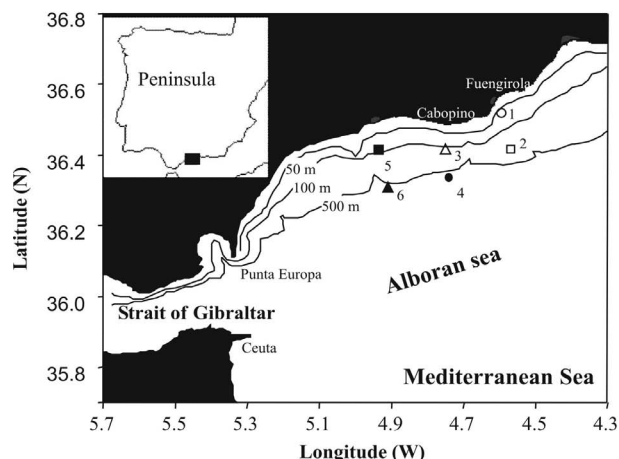 36.8
36.6
36.4
36.2
36.0
35.8
Latitude (N)
Peninsula
Fuengirola
Cabopino
1
2
3
5
4
6
50 m
100 m
500 m
Punta Europa
Alboran sea
Strait of Gibraltar
Ceuta
Mediterranean Sea
5.7 5.5 5.3 5.1 4.9 4.7 4.5 4.3
Longitude (W)